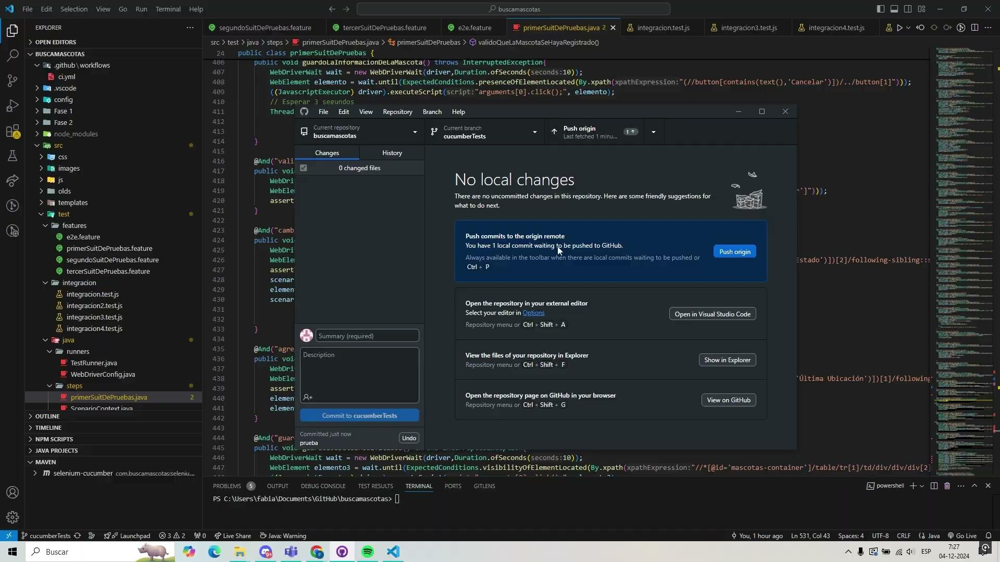 File Edit Selection View Go Run Terminal Help
buscamascotas
EXPLORER
OPEN EDITORS
BUSCAMASCOTAS
.github\workflows
ci.yml
.vscode
config
Fase 1
Fase 2
node_modules
src
css
images
js
olds
templates
test
features
e2e.feature
primerSuitDePruebas.feature
segundoSuitDePruebas.feature
tercerSuitDePruebas.feature
integracion
integracion.test.js
integracion2.test.js
integracion3.test.js
integracion4.test.js
java
runners
TestRunner.java
WebDriverConfig.java
steps
primerSuitDePruebas.java 2
ScenarioContext.java
OUTLINE
TIMELINE
NPM SCRIPTS
JAVA PROJECTS
MAVEN
selenium-cucumber com.buscamascotas:seleniu...
segundoSuitDePruebas.feature tercerSuitDePruebas.feature e2e.feature primerSuitDePruebas.java 2 integracion.test.js integracion3.test.js integracion4.test.js
src > test > java > steps > primerSuitDePruebas.java > primerSuitDePruebas > validoQueLaMascotaSeHayaRegistrado()
24 public class primerSuitDePruebas {
406 public void guardoLaInformacionDeLaMascota() throws InterruptedException{
407 WebDriverWait wait = new WebDriverWait(driver,Duration.ofSeconds(seconds:10));
408 WebElement elemento = wait.until(ExpectedConditions.presenceOfElementLocated(By.xpath(xpathExpression:"(//button[contains(text(),'Cancelar')])/../button[1]")));
409 ((JavascriptExecutor) driver).executeScript(script:"arguments[0].click();", elemento);
410 // Esperar 3 segundos
411 Thread
412
413
414 }
415
416 @And("vali
417 public voi
418 WebDri
419 WebEle r']")));
420 assert
421 }
422
423 @And("camb
424 public voi
425 WebDri
426 WebEle Estado')])[2]/following-sibling::s
427 assert
428 scenar
429 elemen
430 scenar
431
432
433 }
434
435 @And("agre
436 public voi
437 WebDri
438 WebEle 'Última Ubicación')])[1]/following
439 assert
440 elemen
441 elemen
442 }
443
444 @And("guar
445 public voi
446 WebDriverWait wait = new WebDriverWait(driver,Duration.ofSeconds(seconds:10));
447 WebElement elemento3 = wait.until(ExpectedConditions.visibilityOfElementLocated(By.xpath(xpathExpression:"//*[@id='mascotas-container']/table/tr[1]/td/div/div/div[2]
File Edit View Repository Branch Help
Current repository
buscamascotas
Current branch
cucumberTests
Push origin
Last fetched 1 minu...
1
Changes History
0 changed files
Summary (required)
Description
Commit to cucumberTests
Committed just now
prueba
Undo
No local changes
There are no uncommitted changes in this repository. Here are some friendly suggestions for
what to do next.
Push commits to the origin remote
You have 1 local commit waiting to be pushed to GitHub.
Always available in the toolbar when there are local commits waiting to be pushed or
Ctrl + P
Push origin
Open the repository in your external editor
Select your editor in Options
Repository menu or Ctrl + Shift + A
Open in Visual Studio Code
View the files of your repository in Explorer
Repository menu or Ctrl + Shift + F
Show in Explorer
Open the repository page on GitHub in your browser
Repository menu or Ctrl + Shift + G
View on GitHub
PROBLEMS 5 OUTPUT DEBUG CONSOLE TEST RESULTS TERMINAL PORTS GITLENS
powershell
PS C:\Users\fabia\Documents\GitHub\buscamascotas>
cucumberTests Launchpad 3 2 0 Live Share Java: Warning
You, 1 hour ago Ln 531, Col 43 Spaces: 4 UTF-8 CRLF Java Go Live
Buscar
ESP
7:27
04-12-2024